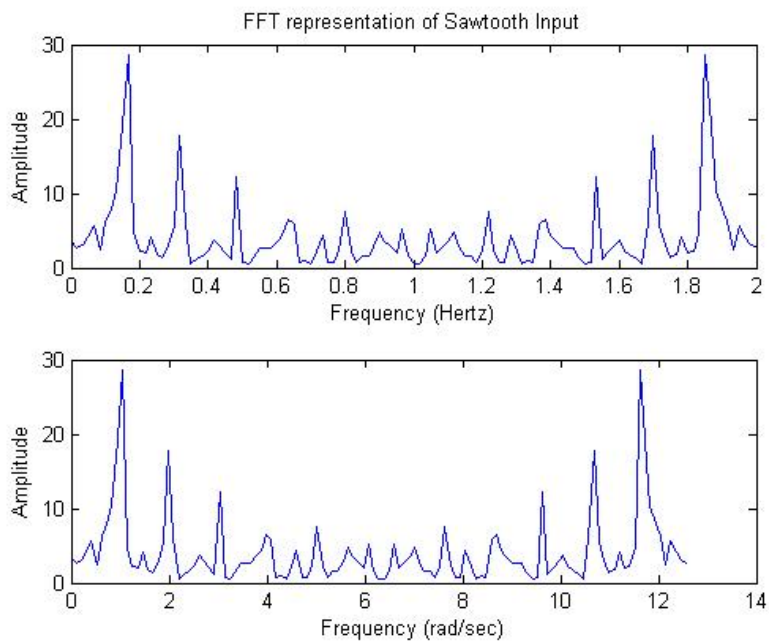 FFT representation of Sawtooth Input
30
20
10
0
Amplitude
0 0.2 0.4 0.6 0.8 1 1.2 1.4 1.6 1.8 2
Frequency (Hertz)
30
20
10
0
Amplitude
0 2 4 6 8 10 12 14
Frequency (rad/sec)